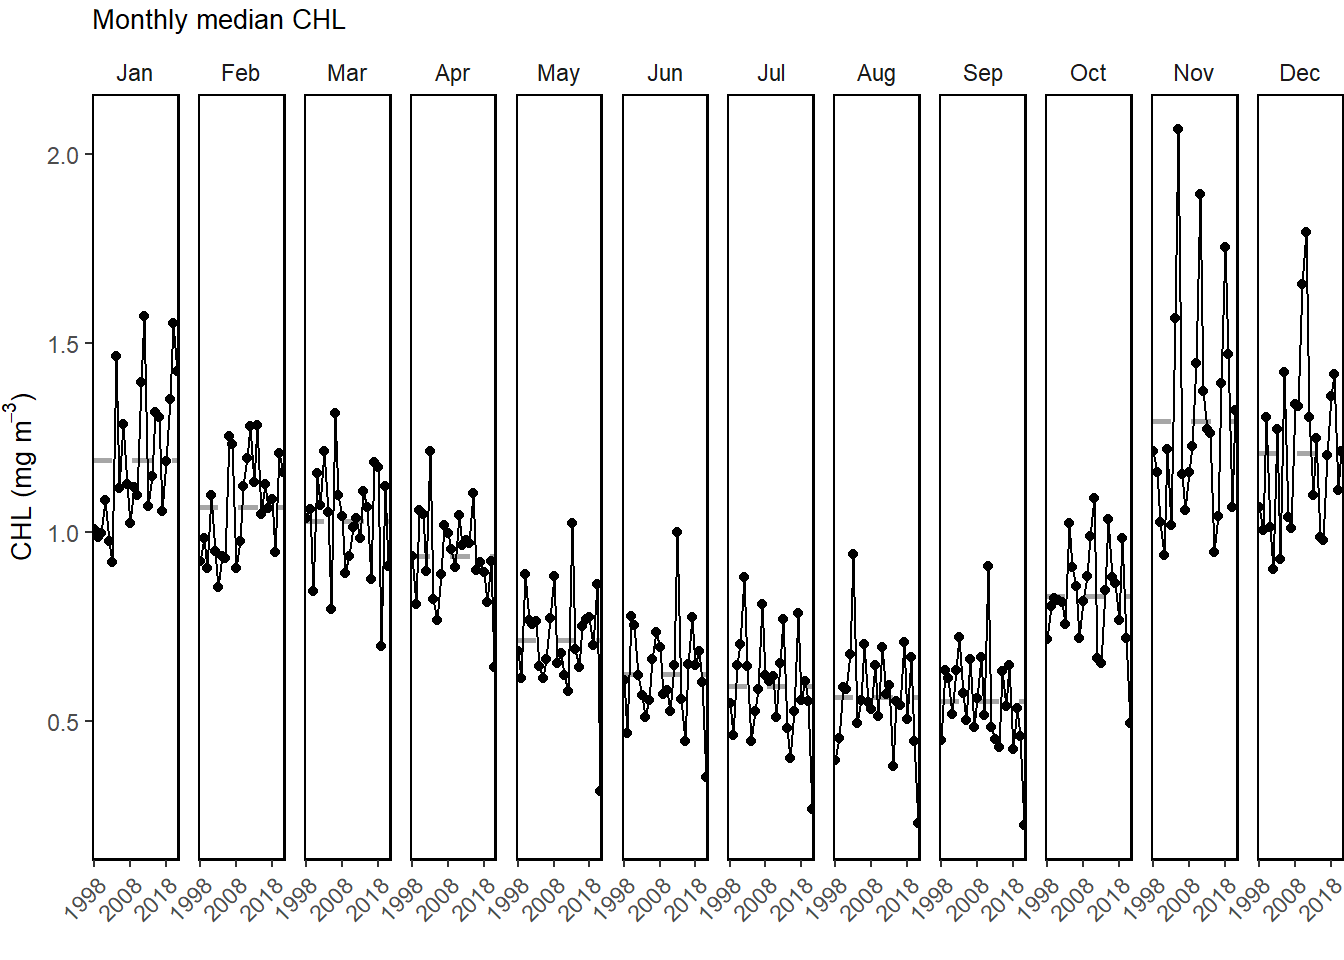 Monthly median CHL
Jan Feb Mar Apr May Jun Jul Aug Sep Oct Nov Dec
2.0
1.5
1.0
0.5
CHL (mg m⁻³)
1998 2008 2018 1998 2008 2018 1998 2008 2018 1998 2008 2018 1998 2008 2018 1998 2008 2018 1998 2008 2018 1998 2008 2018 1998 2008 2018 1998 2008 2018 1998 2008 2018 1998 2008 2018